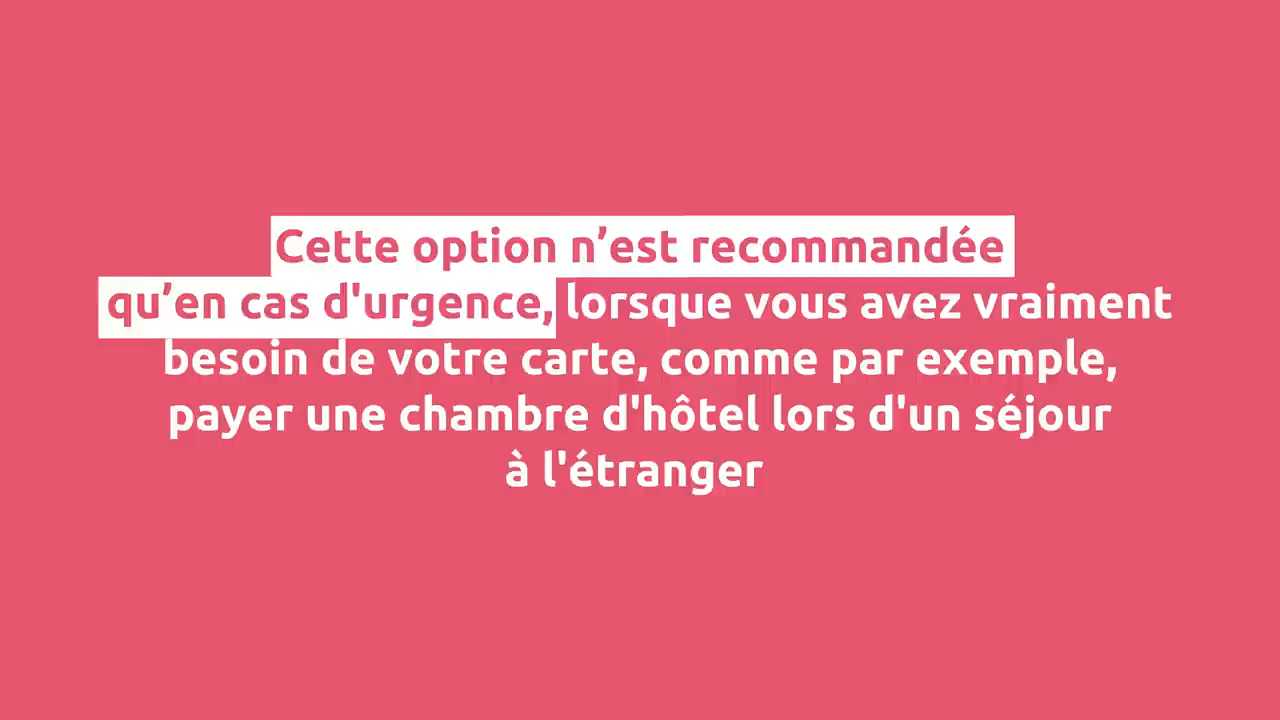 Cette option n’est recommandée
qu’en cas d'urgence, lorsque vous avez vraiment
besoin de votre carte, comme par exemple,
payer une chambre d'hôtel lors d'un séjour
à l'étranger